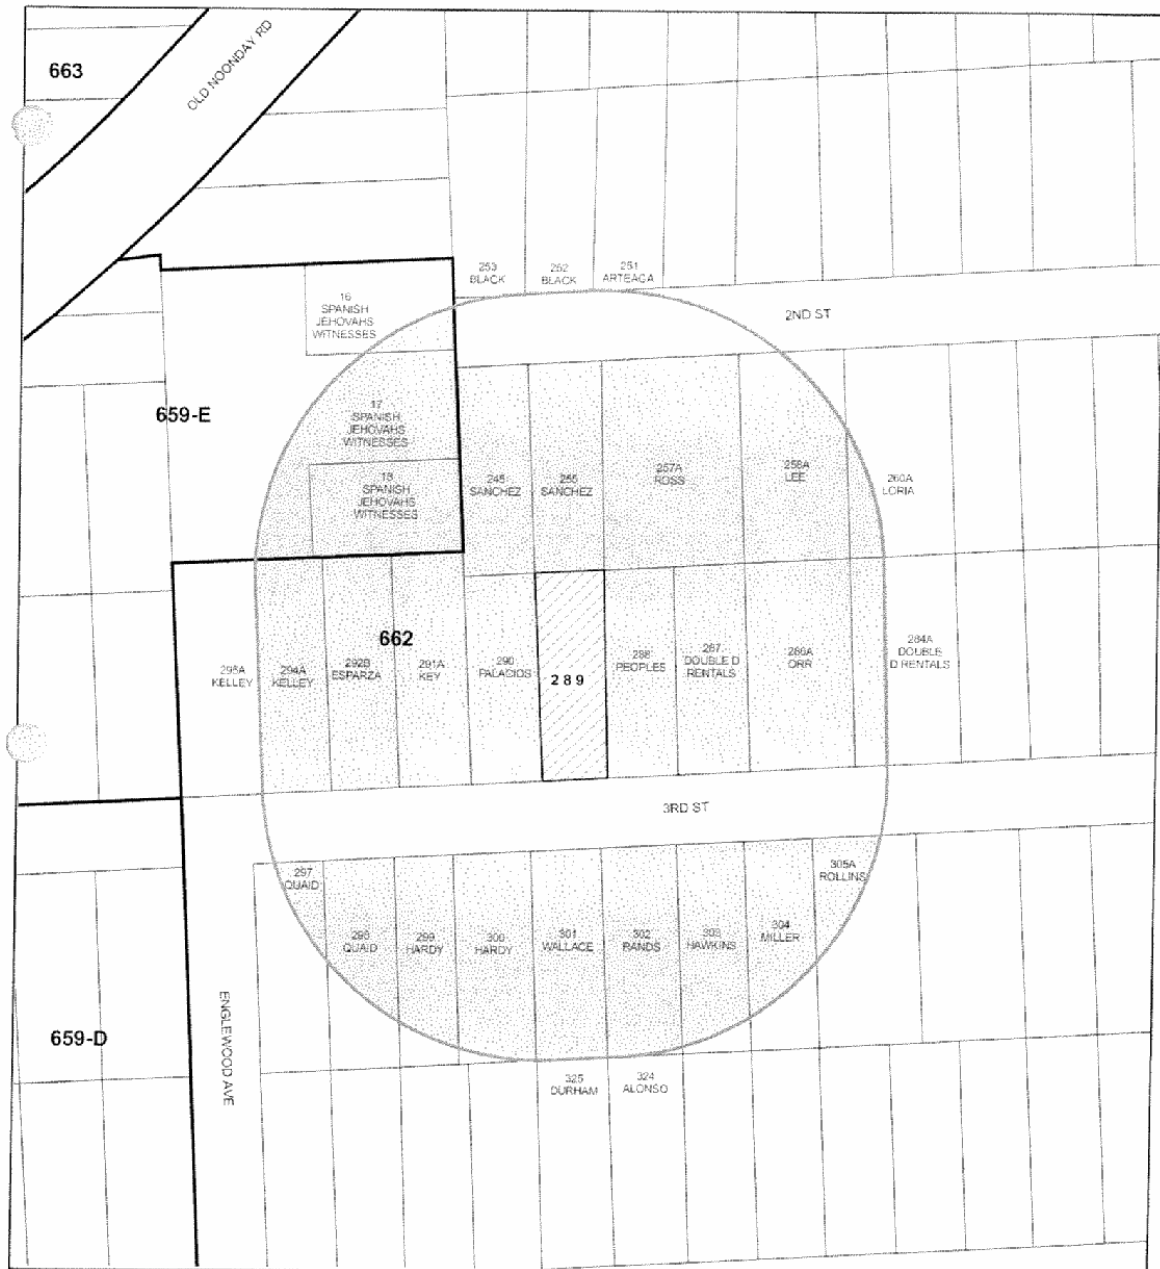 663
OLD NOONDAY RD
253
BLACK
252
BLACK
251
ARTEAGA
16
SPANISH
JEHOVAHS
WITNESSES
2ND ST
659-E
17
SPANISH
JEHOVAHS
WITNESSES
18
SPANISH
JEHOVAHS
WITNESSES
SANCHEZ
SANCHEZ
257A
ROSS
258A
LEE
260A
LORIA
662
KELLEY
294A
KELLEY
292B
ESPARZA
291A
KEY
290
PALACIOS
289
288
PEOPLES
287
DOUBLE D
RENTALS
ORR
284A
DOUBLE
D RENTALS
3RD ST
297
QUAID
298
QUAID
299
HARDY
300
HARDY
301
WALLACE
302
RANDS
303
HAWKINS
304
MILLER
305A
ROLLINS
659-D
ENGLEWOOD AVE
325
DURHAM
324
ALONSO